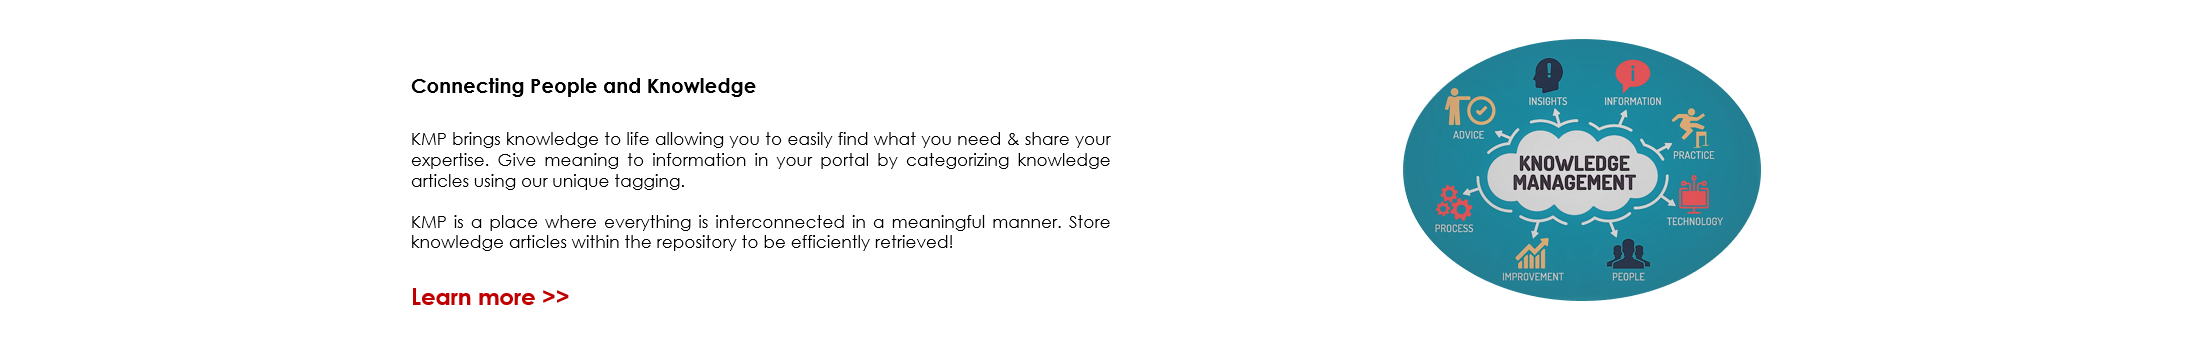 Connecting People and Knowledge
KMP brings knowledge to life allowing you to easily find what you need & share your
expertise. Give meaning to information in your portal by categorizing knowledge
articles using our unique tagging.
KMP is a place where everything is interconnected in a meaningful manner. Store
knowledge articles within the repository to be efficiently retrieved!
Learn more >>
INSIGHTS
INFORMATION
ADVICE
PRACTICE
KNOWLEDGE
MANAGEMENT
PROCESS
TECHNOLOGY
IMPROVEMENT
PEOPLE